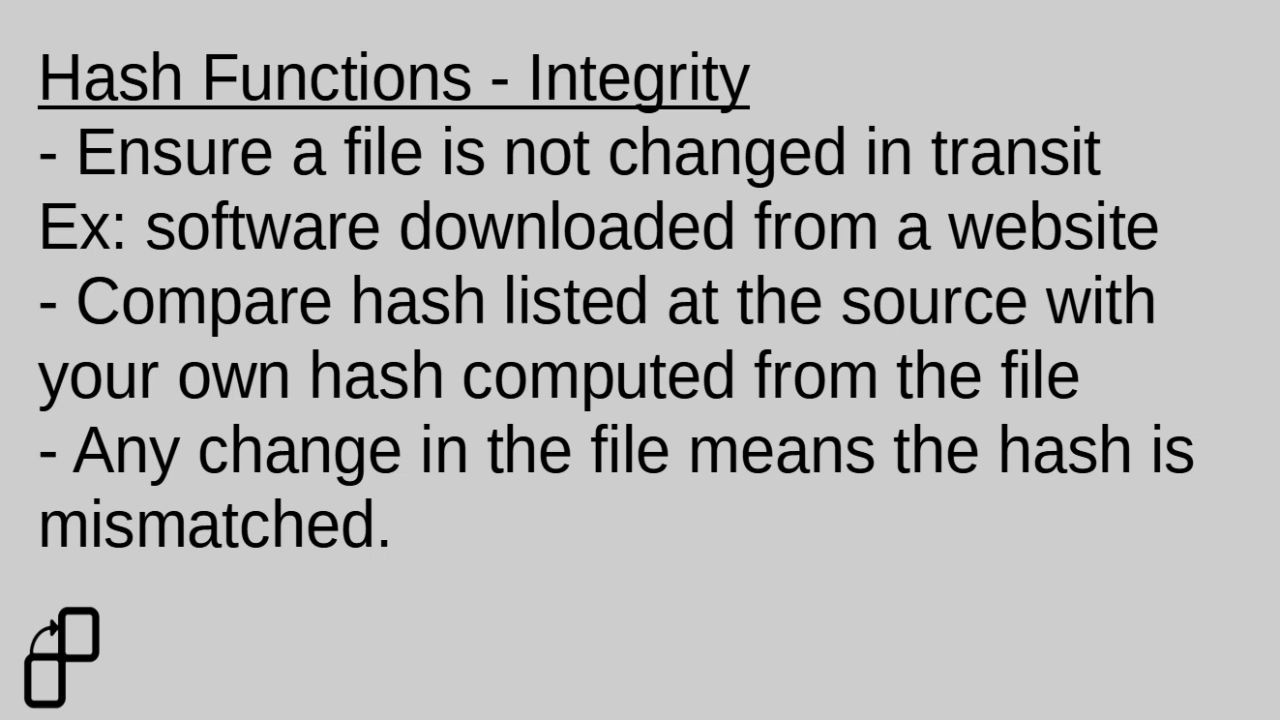 Hash Functions - Integrity
- Ensure a file is not changed in transit
Ex: software downloaded from a website
- Compare hash listed at the source with
your own hash computed from the file
- Any change in the file means the hash is
mismatched.